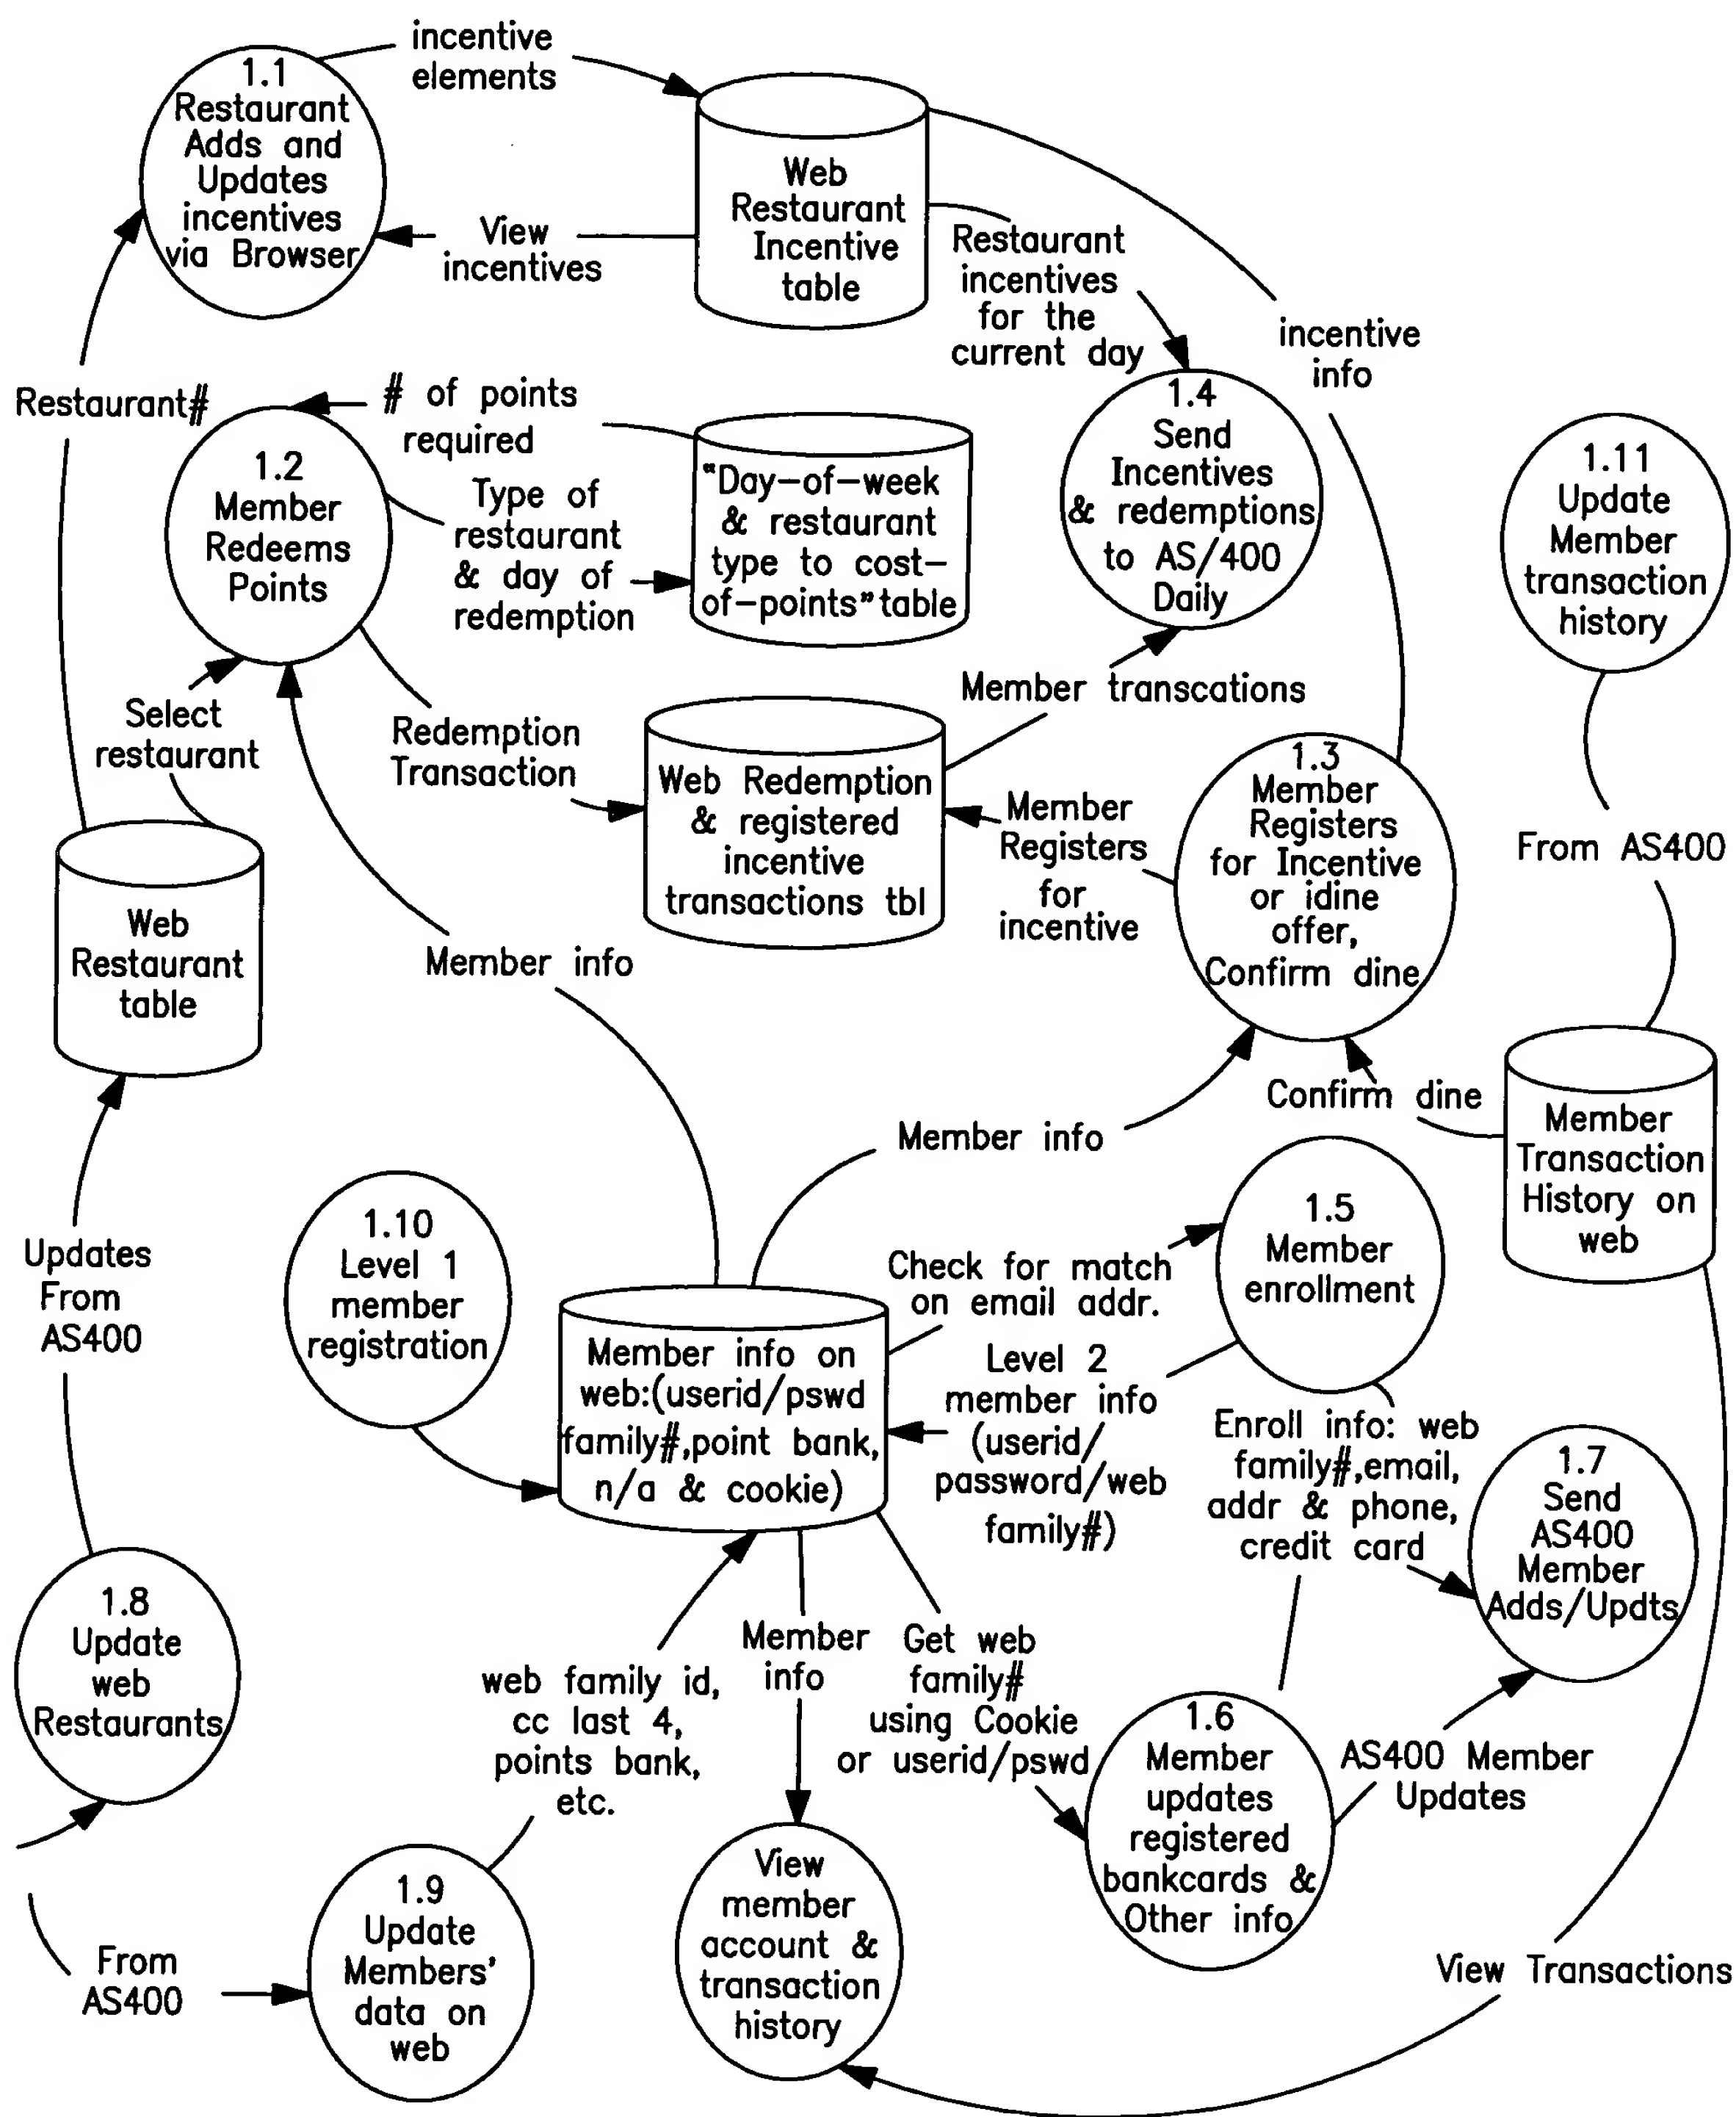 incentive
elements
1.1
Restaurant
Adds and
Updates
incentives
via Browser
View
incentives
Web
Restaurant
Incentive
table
Restaurant
incentives
for the
current day
incentive
info
Restaurant#
# of points
required
1.2
Member
Redeems
Points
Type of
restaurant
& day of
redemption
"Day-of-week
& restaurant
type to cost-
of-points" table
1.4
Send
Incentives
& redemptions
to AS/400
Daily
1.11
Update
Member
transaction
history
Select
restaurant
Redemption
Transaction
Member transcations
Web Redemption
& registered
incentive
transactions tbl
Member
Registers
for
incentive
1.3
Member
Registers
for Incentive
or idine
offer,
Confirm dine
From AS400
Web
Restaurant
table
Member info
Member info
Confirm dine
Member
Transaction
History on
web
Updates
From
AS400
1.10
Level 1
member
registration
Check for match
on email addr.
1.5
Member
enrollment
Member info on
web:(userid/pswd
family#,point bank,
n/a & cookie)
Level 2
member info
(userid/
password/web
family#)
Enroll info: web
family#,email,
addr & phone,
credit card
1.7
Send
AS400
Member
Adds/Updts
1.8
Update
web
Restaurants
web family id,
cc last 4,
points bank,
etc.
Member
info
Get web
family#
using Cookie
or userid/pswd
1.6
Member
updates
registered
bankcards &
Other info
AS400 Member
Updates
From
AS400
1.9
Update
Members'
data on
web
View
member
account &
transaction
history
View Transactions